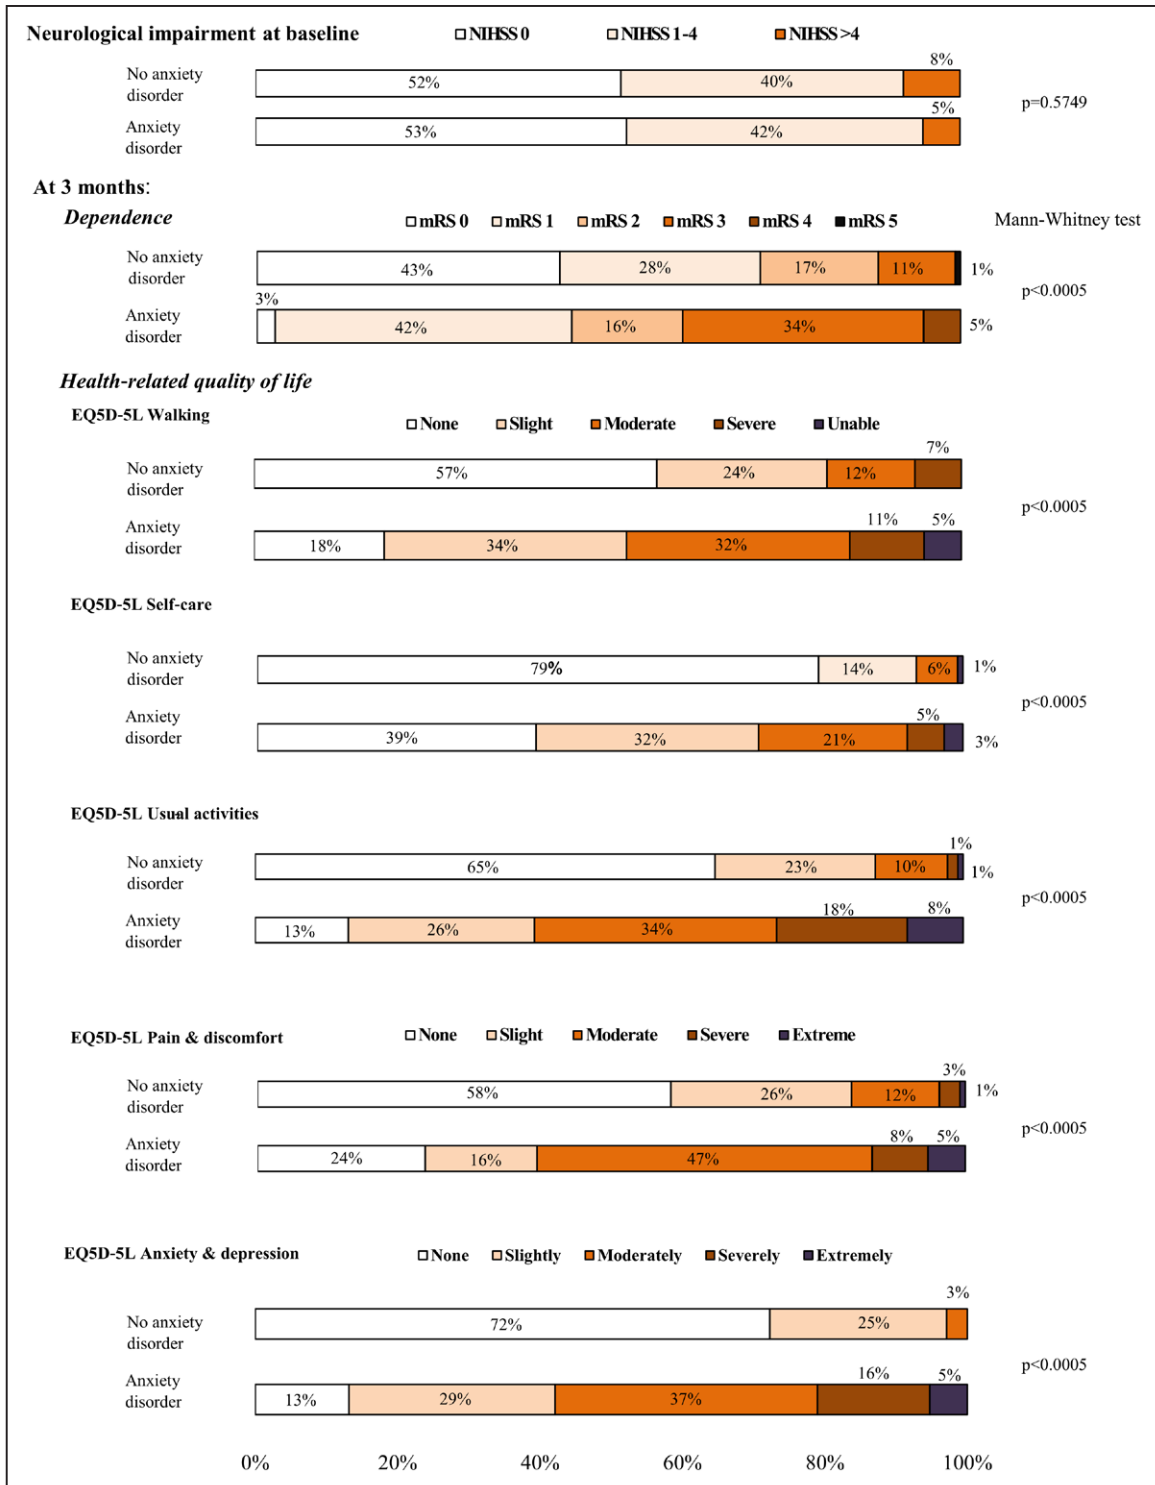 Neurological impairment at baseline NIHSS 0 NIHSS 1-4 NIHSS >4
No anxiety disorder 52% 40% 8%
p=0.5749
Anxiety disorder 53% 42% 5%
At 3 months:
Dependence mRS 0 mRS 1 mRS 2 mRS 3 mRS 4 mRS 5 Mann-Whitney test
No anxiety disorder 43% 28% 17% 11% 1%
p<0.0005
Anxiety disorder 3% 42% 16% 34% 5%
Health-related quality of life
EQ5D-5L Walking None Slight Moderate Severe Unable
No anxiety disorder 57% 24% 12% 7%
p<0.0005
Anxiety disorder 18% 34% 32% 11% 5%
EQ5D-5L Self-care
No anxiety disorder 79% 14% 6% 1%
p<0.0005
Anxiety disorder 39% 32% 21% 5% 3%
EQ5D-5L Usual activities
No anxiety disorder 65% 23% 10% 1% 1%
p<0.0005
Anxiety disorder 13% 26% 34% 18% 8%
EQ5D-5L Pain & discomfort None Slight Moderate Severe Extreme
No anxiety disorder 58% 26% 12% 3% 1%
p<0.0005
Anxiety disorder 24% 16% 47% 8% 5%
EQ5D-5L Anxiety & depression None Slightly Moderately Severely Extremely
No anxiety disorder 72% 25% 3%
p<0.0005
Anxiety disorder 13% 29% 37% 16% 5%
0% 20% 40% 60% 80% 100%